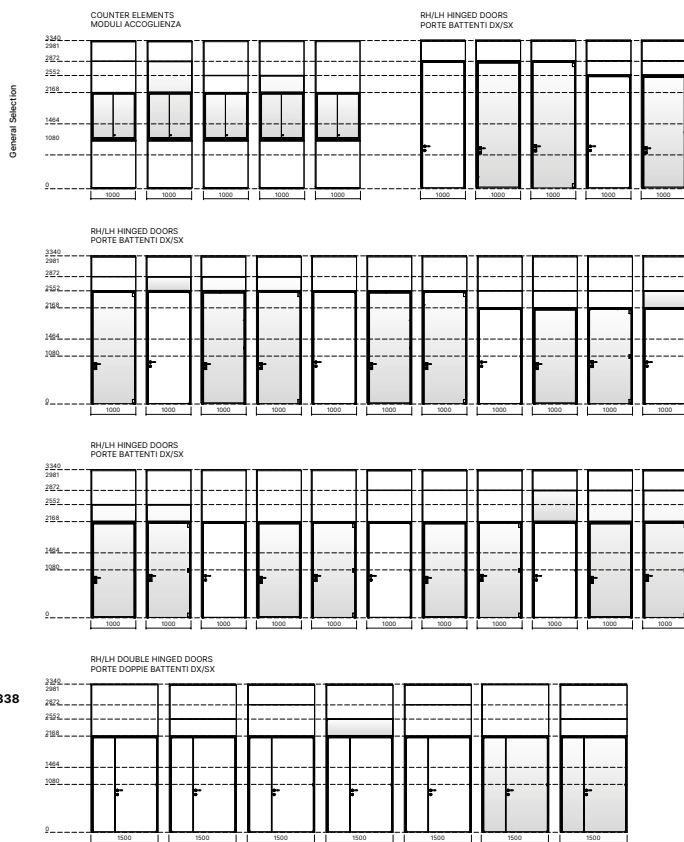 COUNTER ELEMENTS
MODULI ACCOGLIENZA
RH/LH HINGED DOORS
PORTE BATTENTI DX/SX
3340
2981
2872
2552
2168
1464
1080
0
1000 1000 1000 1000 1000 1000 1000 1000 1000 1000
General Selection
RH/LH HINGED DOORS
PORTE BATTENTI DX/SX
3340
2981
2872
2552
2168
1464
1080
0
1000 1000 1000 1000 1000 1000 1000 1000 1000 1000 1000
RH/LH HINGED DOORS
PORTE BATTENTI DX/SX
3340
2981
2872
2552
2168
1464
1080
0
1000 1000 1000 1000 1000 1000 1000 1000 1000 1000 1000
RH/LH DOUBLE HINGED DOORS
PORTE DOPPIE BATTENTI DX/SX
338
3340
2981
2872
2552
2168
1464
1080
0
1500 1500 1500 1500 1500 1500 1500